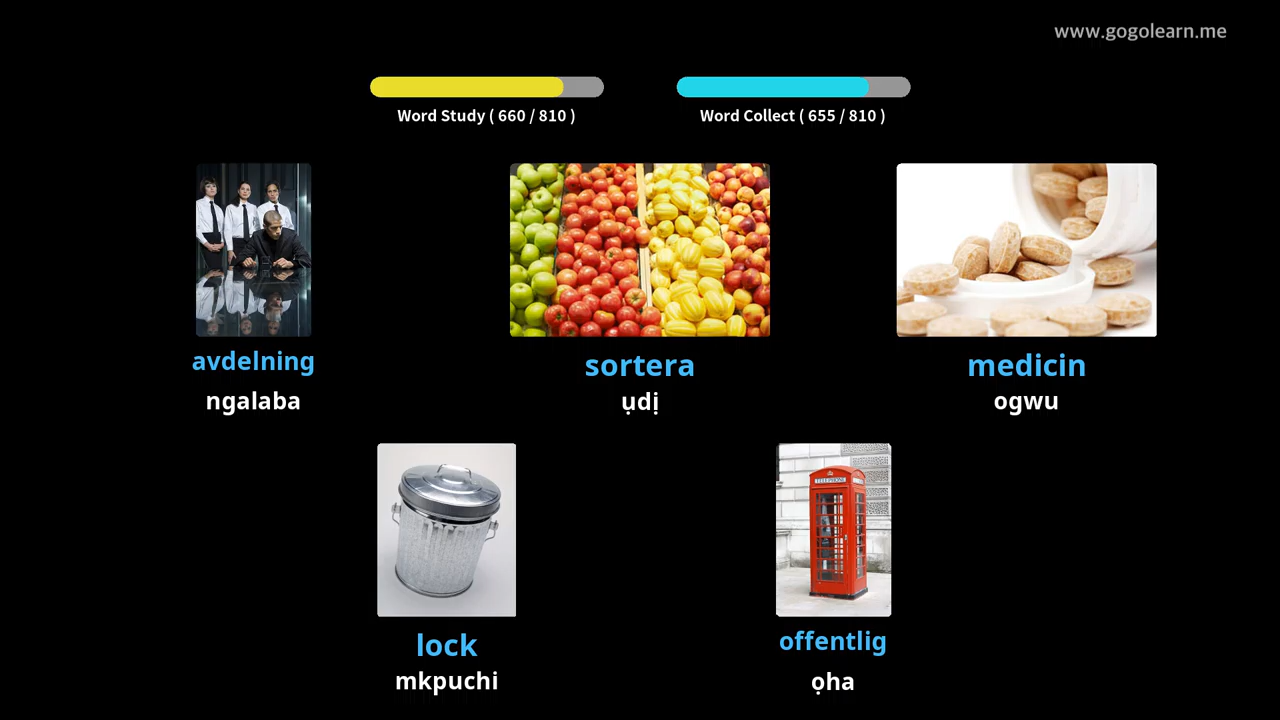 www.gogolearn.me
Word Study ( 660 / 810 )
Word Collect ( 655 / 810 )
avdelning
ngalaba
sortera
ụdị
medicin
ogwu
TELEPHONE
lock
mkpuchi
offentlig
ọha